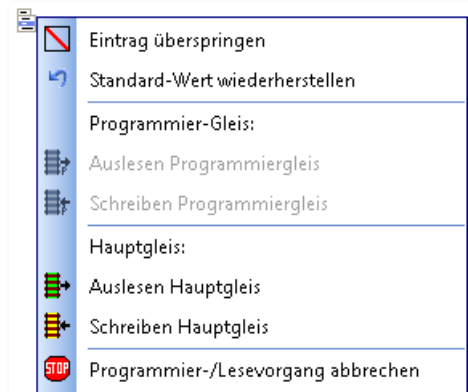 Eintrag überspringen
Standard-Wert wiederherstellen
Programmier-Gleis:
Auslesen Programmiergleis
Schreiben Programmiergleis
Hauptgleis:
Auslesen Hauptgleis
Schreiben Hauptgleis
STOP Programmier-/Lesevorgang abbrechen